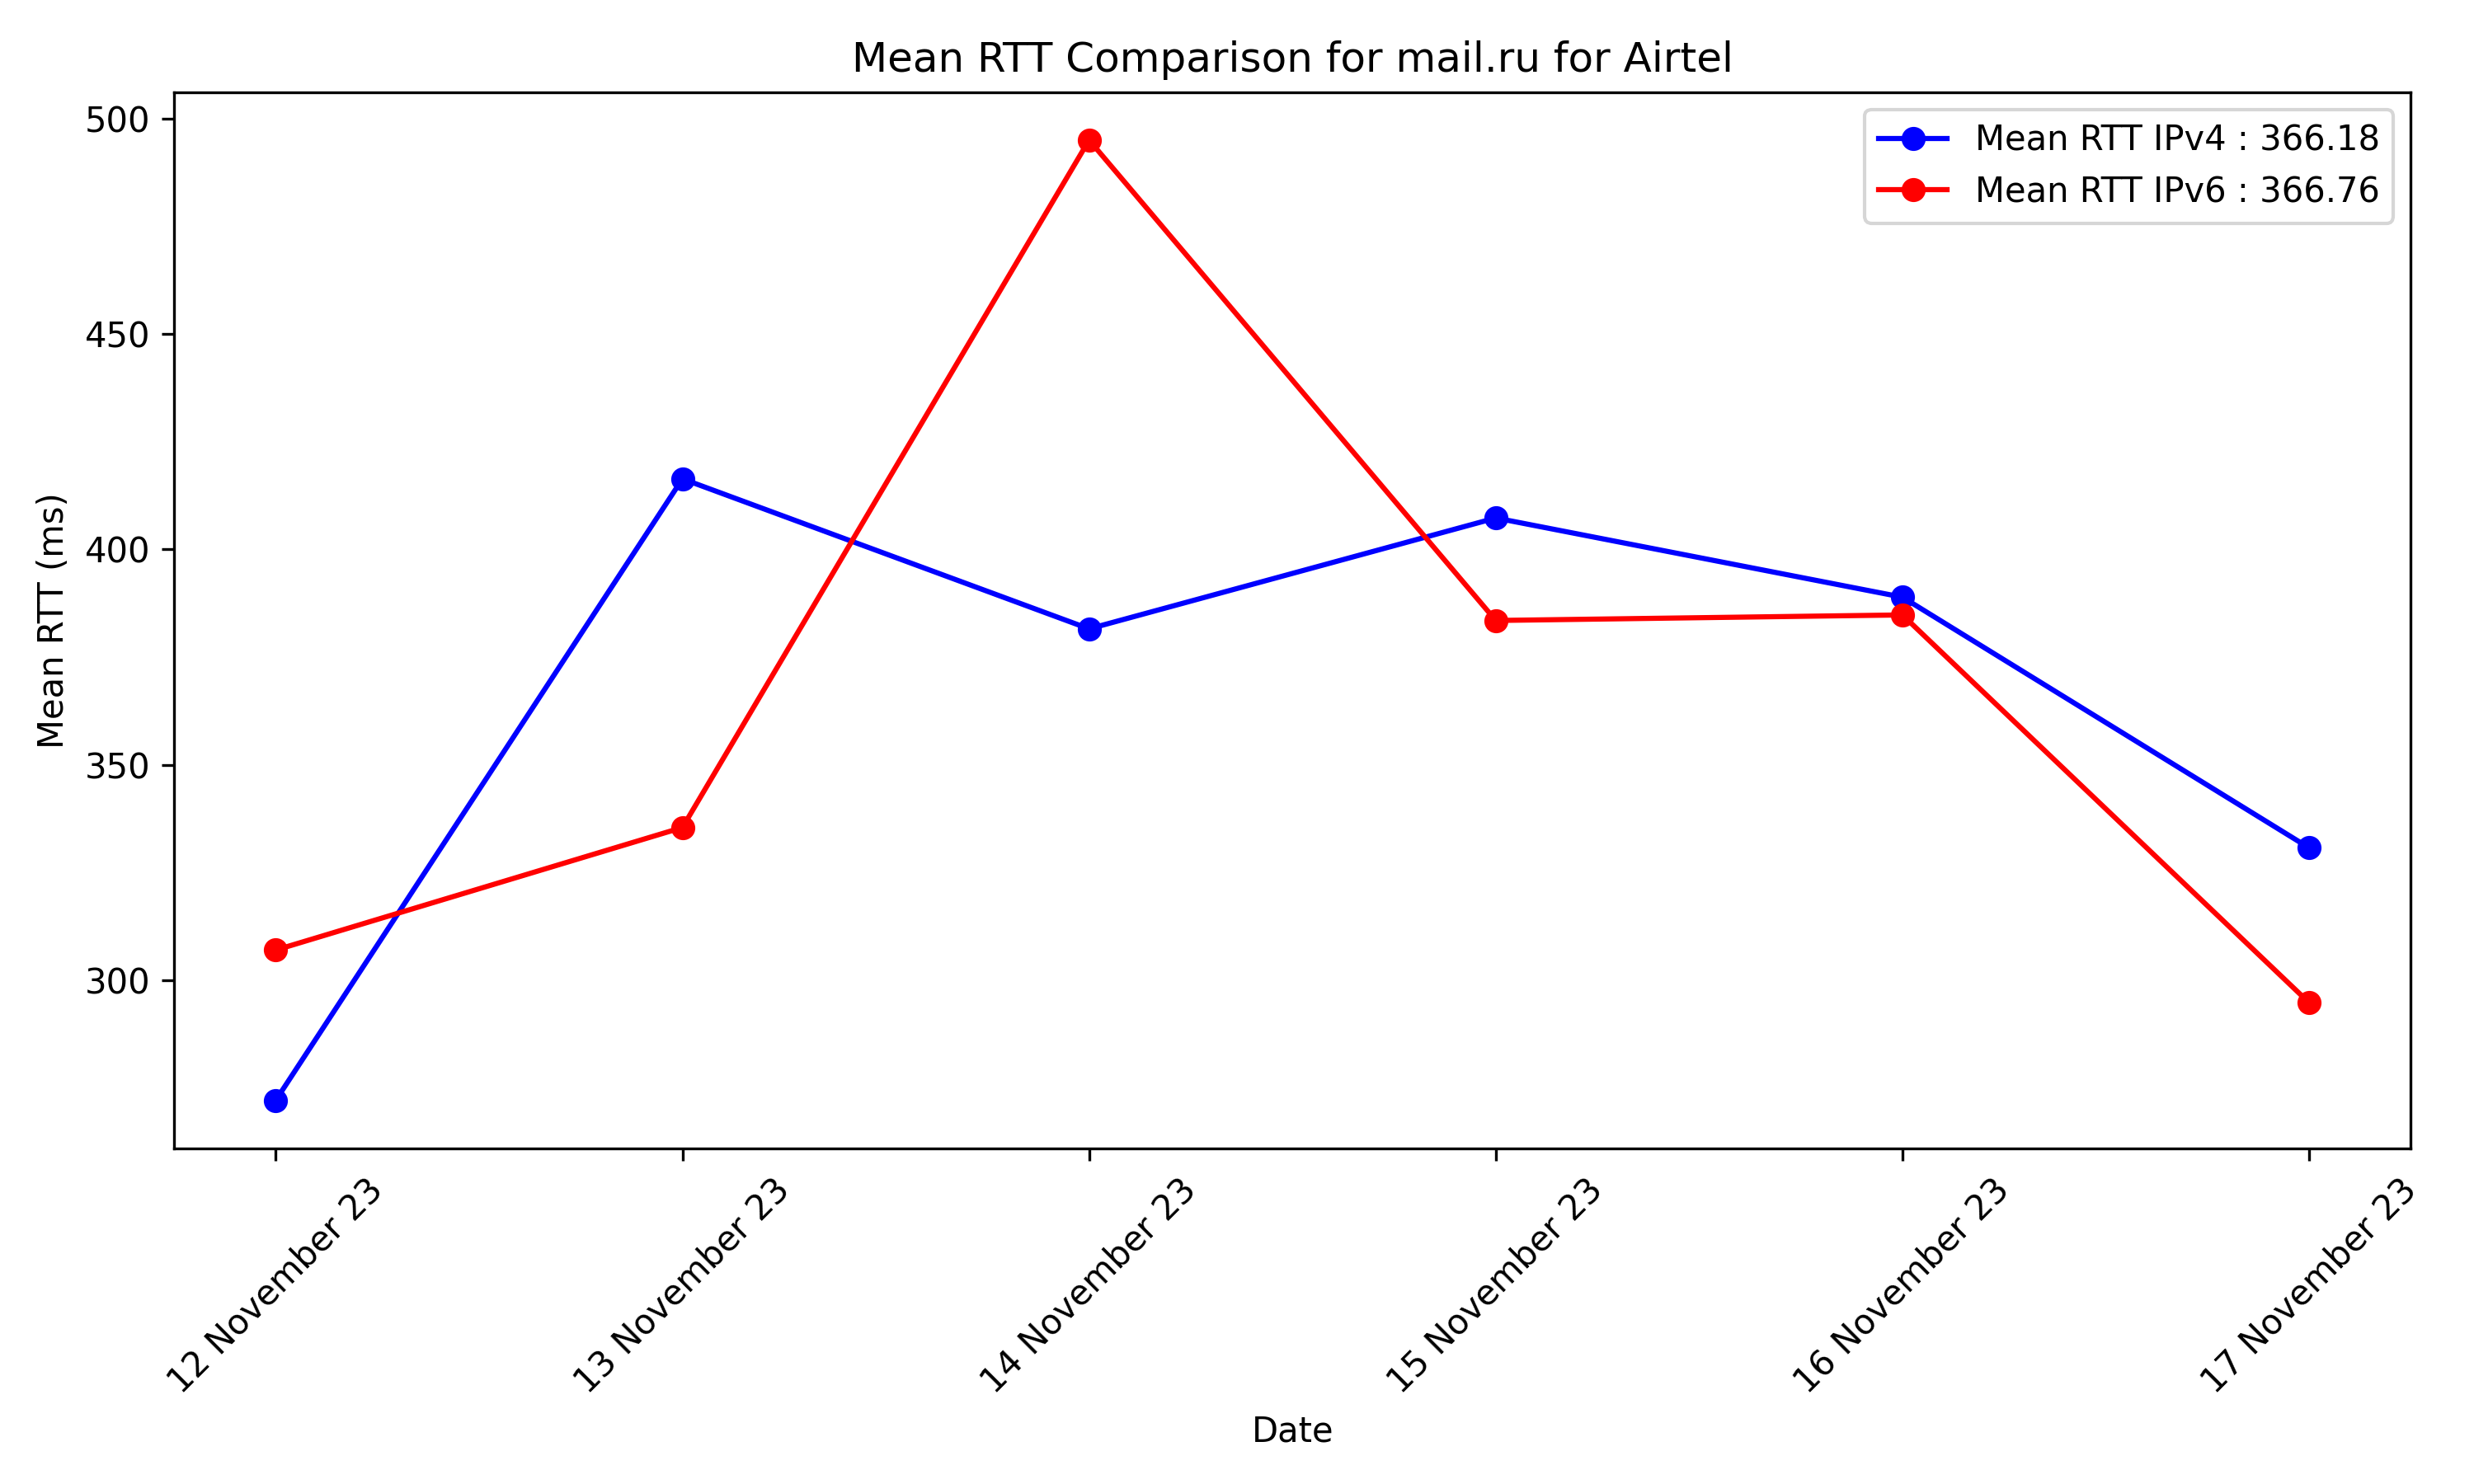 Mean RTT Comparison for mail.ru for Airtel
Mean RTT IPv4 : 366.18
Mean RTT IPv6 : 366.76
Mean RTT (ms)
500
450
400
350
300
12 November 23
13 November 23
14 November 23
15 November 23
16 November 23
17 November 23
Date